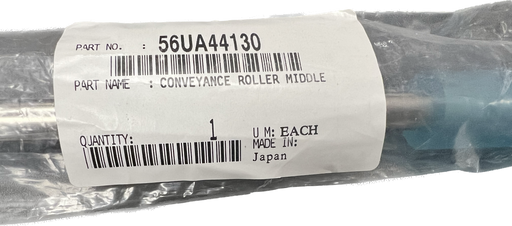 PART NO. : 56UA44130
PART NAME : CONVEYANCE ROLLER MIDDLE
QUANTITY: 1 U M: EACH
MADE IN:
Japan